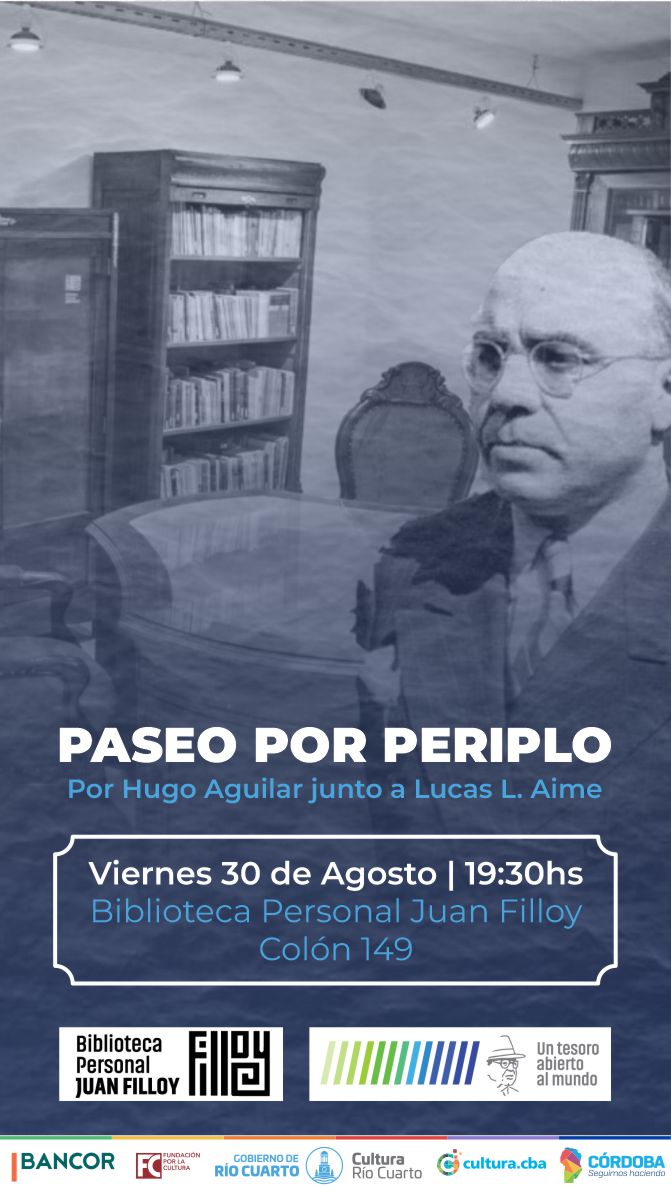 PASEO POR PERIPLO
Por Hugo Aguilar junto a Lucas L. Aime
Viernes 30 de Agosto | 19:30hs
Biblioteca Personal Juan Filloy
Colón 149
Biblioteca
Personal
JUAN FILLOY
Filloy
Un tesoro
abierto
al mundo
BANCOR
FC
FUNDACIÓN
POR LA
CULTURA
GOBIERNO DE
RÍO CUARTO
Cultura
Río Cuarto
cultura.cba
CÓRDOBA
Seguimos haciendo